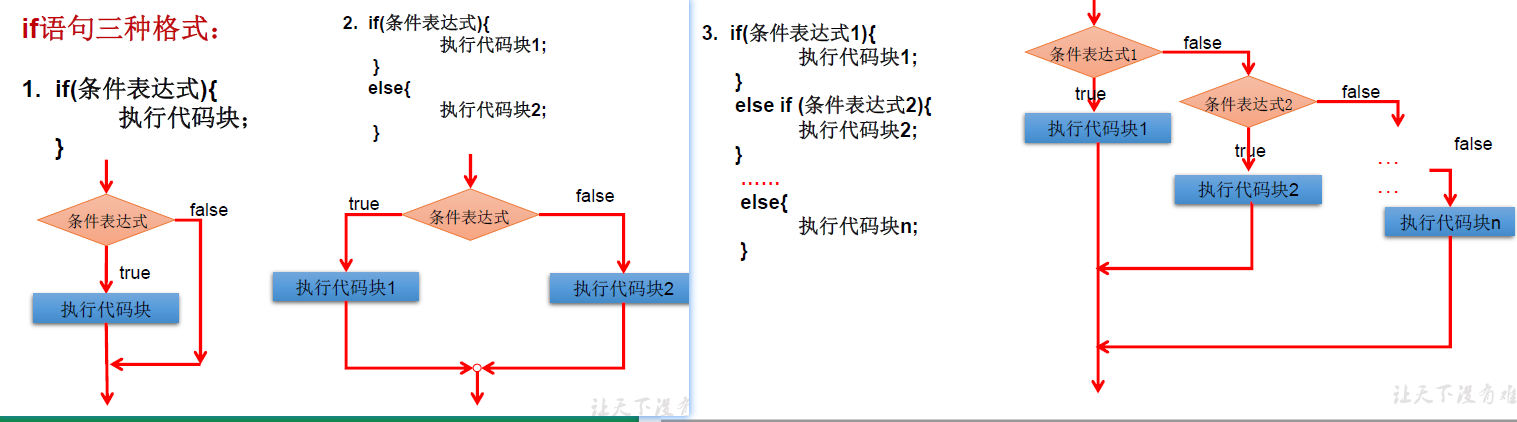 if语句三种格式：
1. if(条件表达式){
执行代码块；
}
条件表达式
false
true
执行代码块
2. if(条件表达式){
执行代码块1;
}
else{
执行代码块2;
}
true
条件表达式
false
执行代码块1
执行代码块2
让天下没有
3. if(条件表达式1){
执行代码块1;
}
else if (条件表达式2){
执行代码块2;
}
……
else{
执行代码块n;
}
条件表达式1
false
true
执行代码块1
条件表达式2
false
true
执行代码块2
…
…
false
执行代码块n
让天下没有难